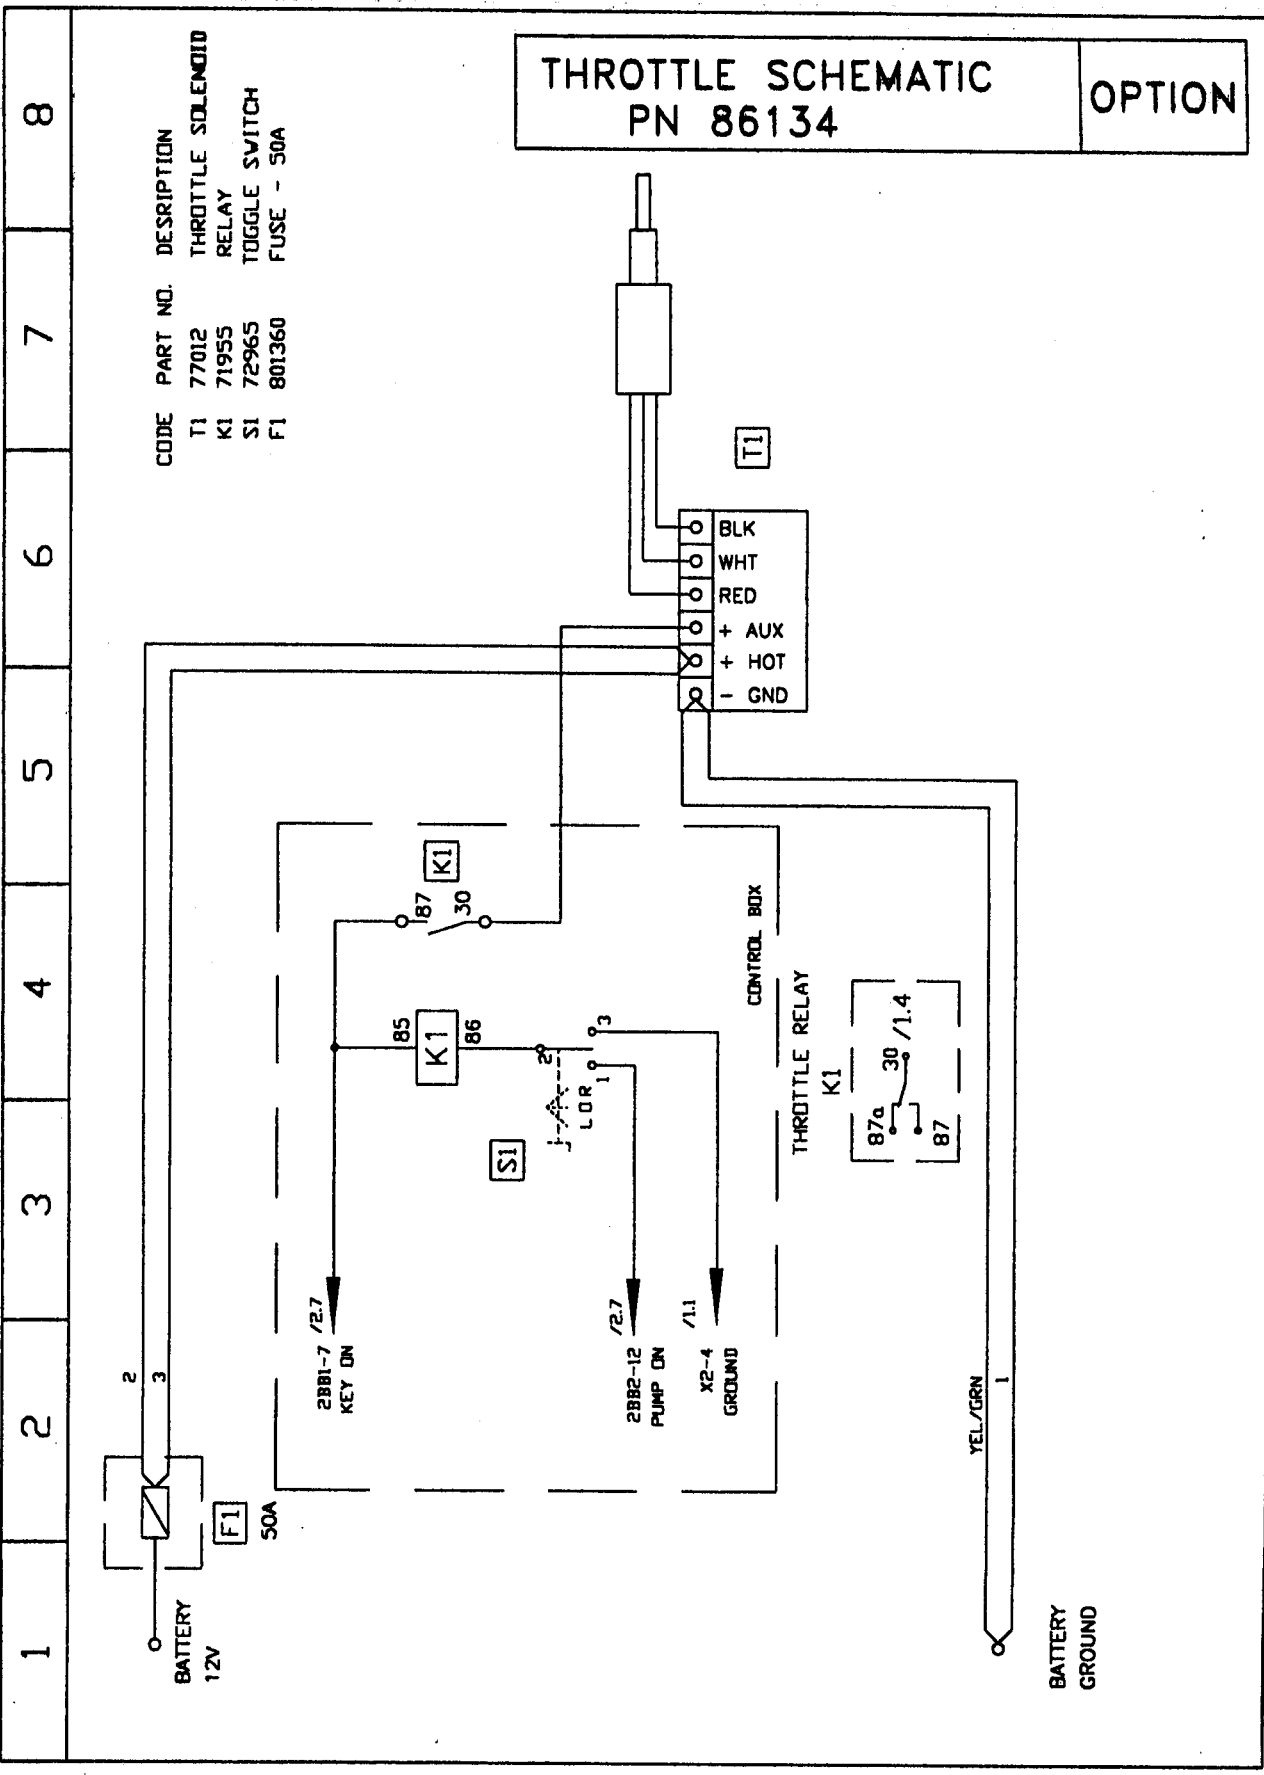 THROTTLE SCHEMATIC
PN 86134
OPTION
1 2 3 4 5 6 7 8
CODE PART NO. DESRIPTION
T1 77012 THROTTLE SOLENOID
K1 71955 RELAY
S1 72965 TOGGLE SWITCH
F1 801360 FUSE - 50A
BATTERY
12V
F1
50A
2
3
2BB1-7 /2.7
KEY ON
2BB2-12 /2.7
PUMP ON
X2-4 /1.1
GROUND
S1
L O R
1
2
3
85
K1
86
87
30
K1
CONTROL BOX
THROTTLE RELAY
K1
87a
30 /1.4
87
T1
BLK
WHT
RED
+ AUX
+ HOT
- GND
YEL/GRN
1
BATTERY
GROUND